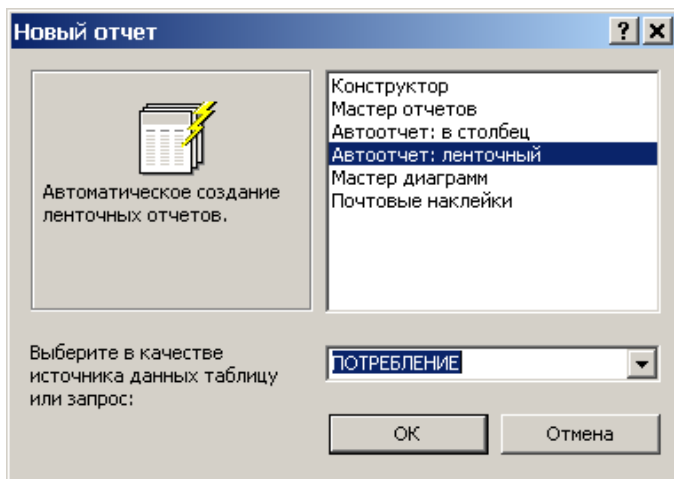 Новый отчет
Автоматическое создание
ленточных отчетов.
Конструктор
Мастер отчетов
Автоотчет: в столбец
Автоотчет: ленточный
Мастер диаграмм
Почтовые наклейки
Выберите в качестве
источника данных таблицу
или запрос:
ПОТРЕБЛЕНИЕ
ОК
Отмена